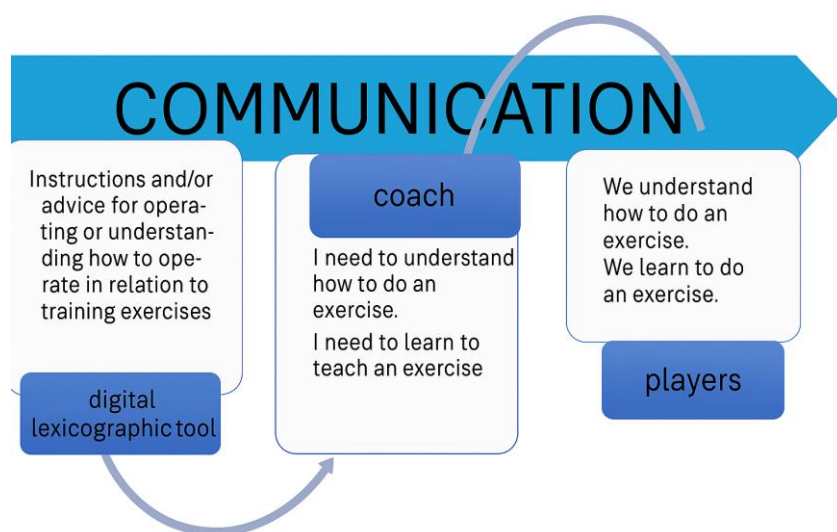 COMMUNICATION
Instructions and/or
advice for opera-
ting or understan-
ding how to ope-
rate in relation to
training exercises
digital
lexicographic tool
coach
I need to understand
how to do an
exercise.
I need to learn to
teach an exercise
We understand
how to do an
exercise.
We learn to do
an exercise.
players